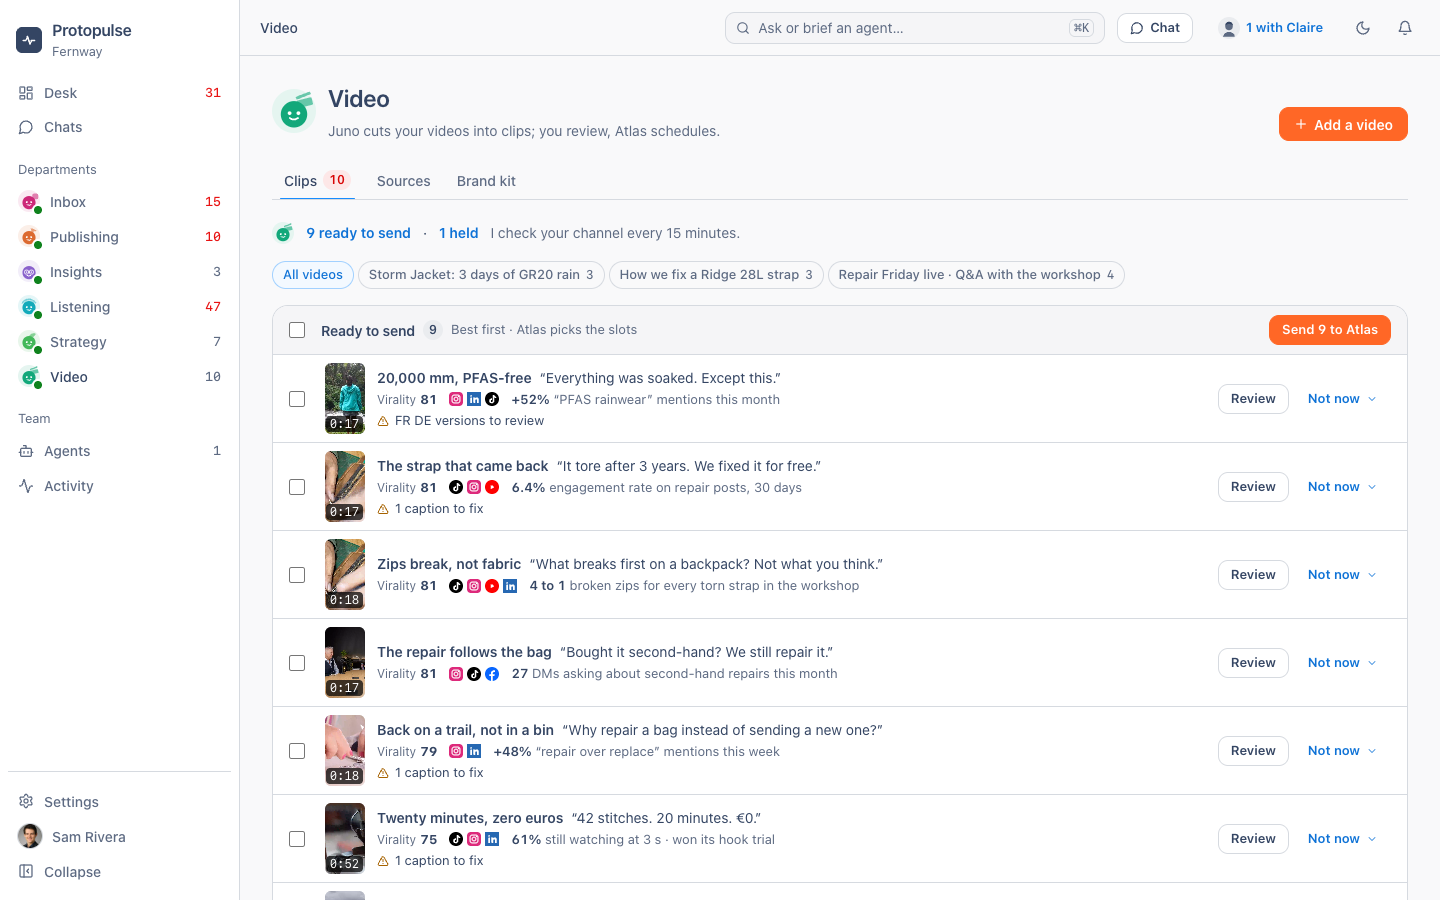 Protopulse
Fernway
Desk 31
Chats
Departments
Inbox 15
Publishing 10
Insights 3
Listening 47
Strategy 7
Video 10
Team
Agents 1
Activity
Settings
Sam Rivera
Collapse
Video
Ask or brief an agent… ⌘K
Chat
1 with Claire
Video
Juno cuts your videos into clips; you review, Atlas schedules.
+ Add a video
Clips 10 Sources Brand kit
9 ready to send · 1 held I check your channel every 15 minutes.
All videos Storm Jacket: 3 days of GR20 rain 3 How we fix a Ridge 28L strap 3 Repair Friday live · Q&A with the workshop 4
Ready to send 9 Best first · Atlas picks the slots Send 9 to Atlas
20,000 mm, PFAS-free “Everything was soaked. Except this.”
Virality 81 +52% “PFAS rainwear” mentions this month
FR DE versions to review
0:17
Review Not now
The strap that came back “It tore after 3 years. We fixed it for free.”
Virality 81 6.4% engagement rate on repair posts, 30 days
1 caption to fix
0:17
Review Not now
Zips break, not fabric “What breaks first on a backpack? Not what you think.”
Virality 81 4 to 1 broken zips for every torn strap in the workshop
0:18
Review Not now
The repair follows the bag “Bought it second-hand? We still repair it.”
Virality 81 27 DMs asking about second-hand repairs this month
0:17
Review Not now
Back on a trail, not in a bin “Why repair a bag instead of sending a new one?”
Virality 79 +48% “repair over replace” mentions this week
1 caption to fix
0:18
Review Not now
Twenty minutes, zero euros “42 stitches. 20 minutes. €0.”
Virality 75 61% still watching at 3 s · won its hook trial
1 caption to fix
0:52
Review Not now